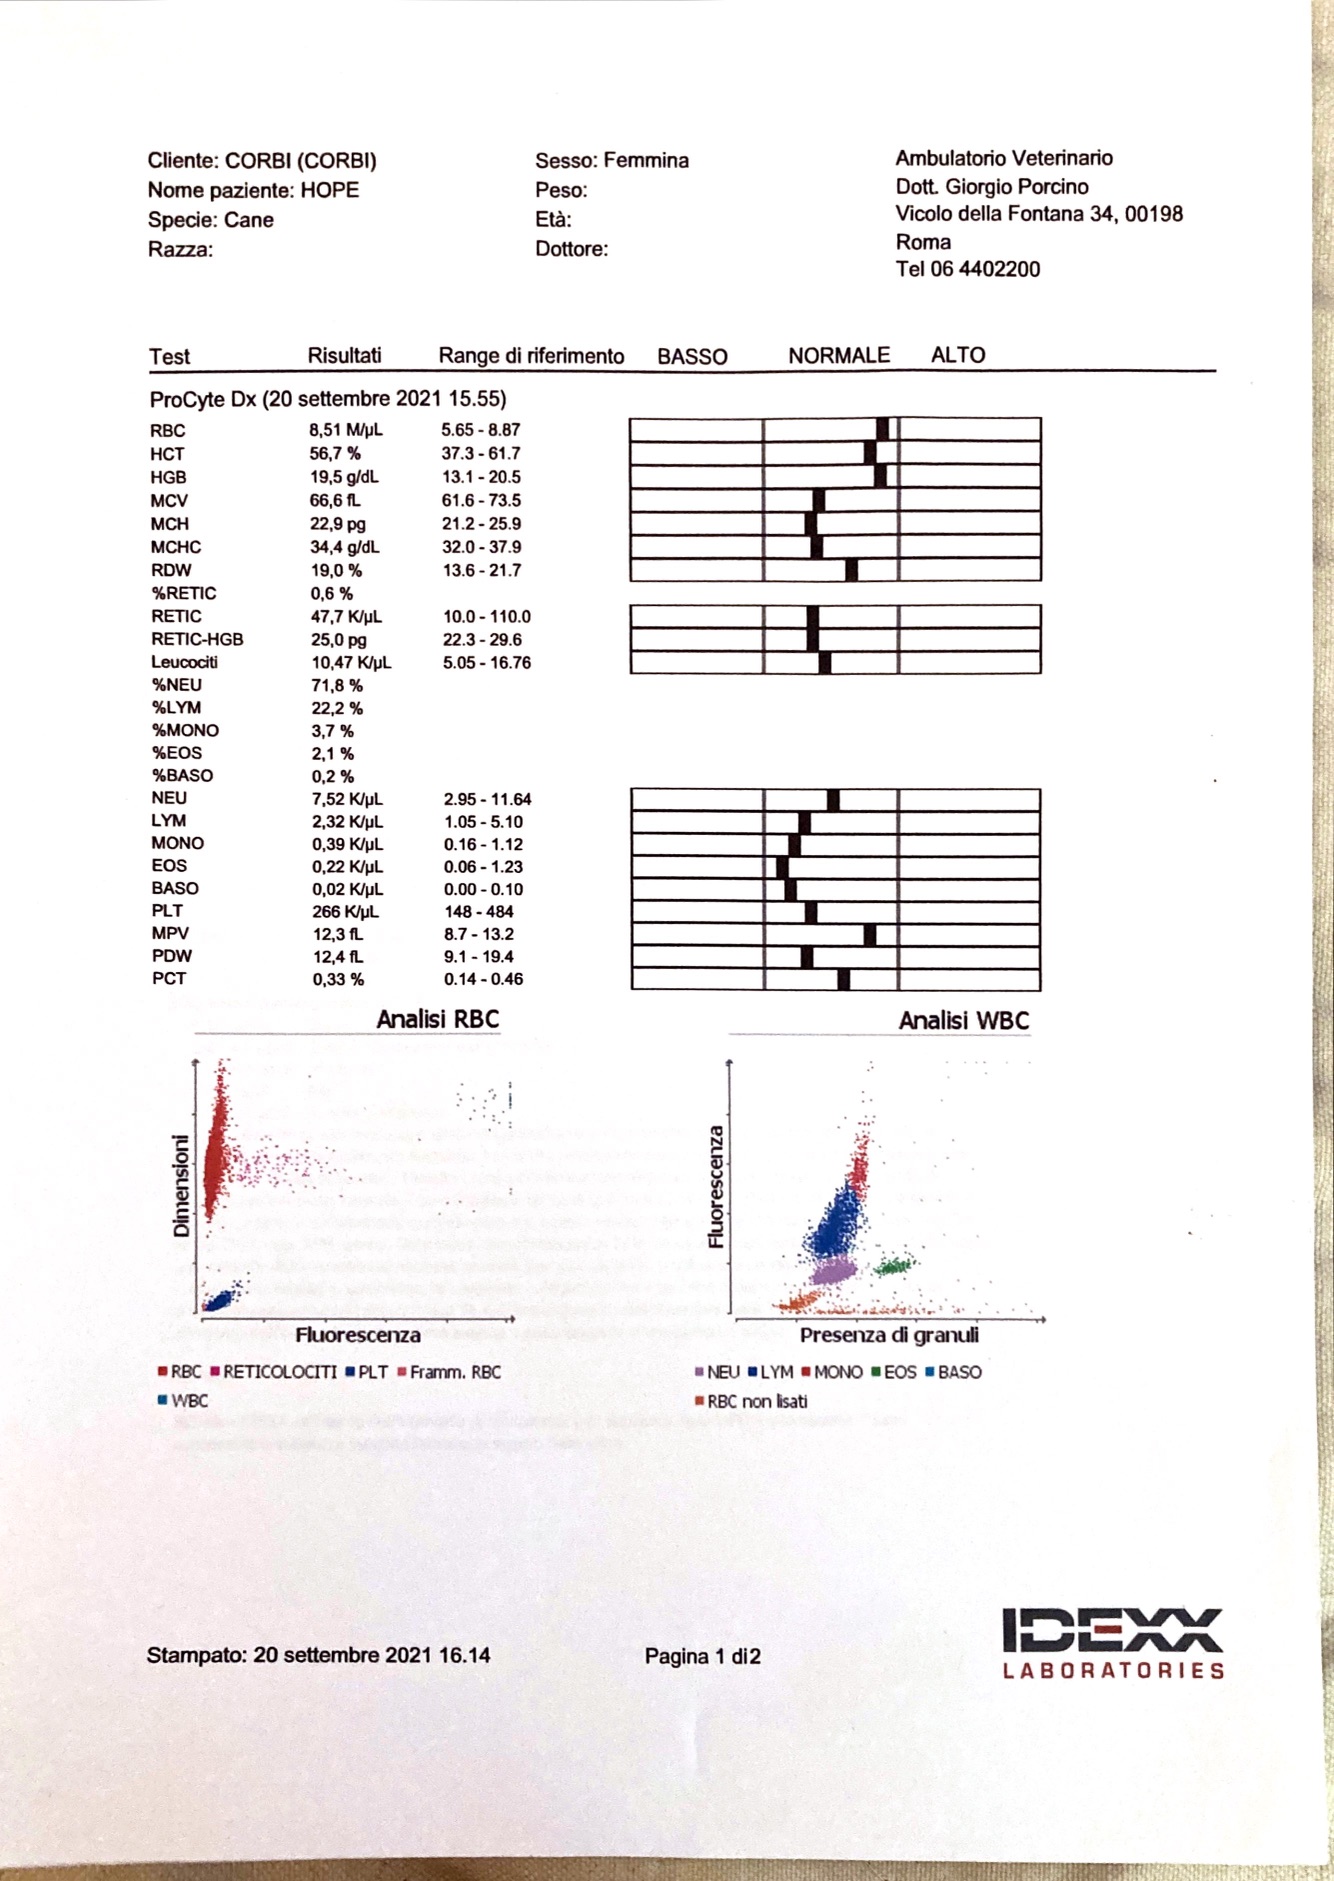 Cliente: CORBI (CORBI)
Nome paziente: HOPE
Specie: Cane
Razza:
Sesso: Femmina
Peso:
Età:
Dottore:
Ambulatorio Veterinario
Dott. Giorgio Porcino
Vicolo della Fontana 34, 00198
Roma
Tel 06 4402200
Test Risultati Range di riferimento BASSO NORMALE ALTO
ProCyte Dx (20 settembre 2021 15.55)
RBC 8,51 M/µL 5.65 - 8.87
HCT 56,7 % 37.3 - 61.7
HGB 19,5 g/dL 13.1 - 20.5
MCV 66,6 fL 61.6 - 73.5
MCH 22,9 pg 21.2 - 25.9
MCHC 34,4 g/dL 32.0 - 37.9
RDW 19,0 % 13.6 - 21.7
%RETIC 0,6 %
RETIC 47,7 K/µL 10.0 - 110.0
RETIC-HGB 25,0 pg 22.3 - 29.6
Leucociti 10,47 K/µL 5.05 - 16.76
%NEU 71,8 %
%LYM 22,2 %
%MONO 3,7 %
%EOS 2,1 %
%BASO 0,2 %
NEU 7,52 K/µL 2.95 - 11.64
LYM 2,32 K/µL 1.05 - 5.10
MONO 0,39 K/µL 0.16 - 1.12
EOS 0,22 K/µL 0.06 - 1.23
BASO 0,02 K/µL 0.00 - 0.10
PLT 266 K/µL 148 - 484
MPV 12,3 fL 8.7 - 13.2
PDW 12,4 fL 9.1 - 19.4
PCT 0,33 % 0.14 - 0.46
Analisi RBC
Dimensioni
Fluorescenza
RBC RETICOLOCITI PLT Framm. RBC
WBC
Analisi WBC
Fluorescenza
Presenza di granuli
NEU LYM MONO EOS BASO
RBC non lisati
Stampato: 20 settembre 2021 16.14
Pagina 1 di2
IDEXX
LABORATORIES